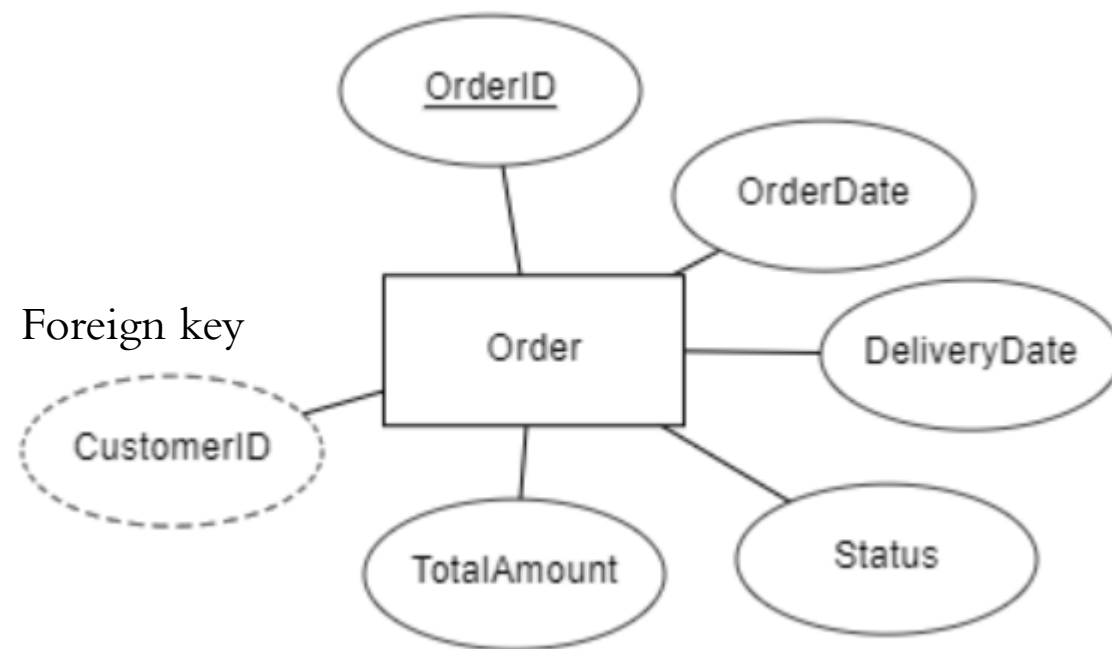 OrderID
OrderDate
Foreign key
Order
DeliveryDate
CustomerID
TotalAmount
Status